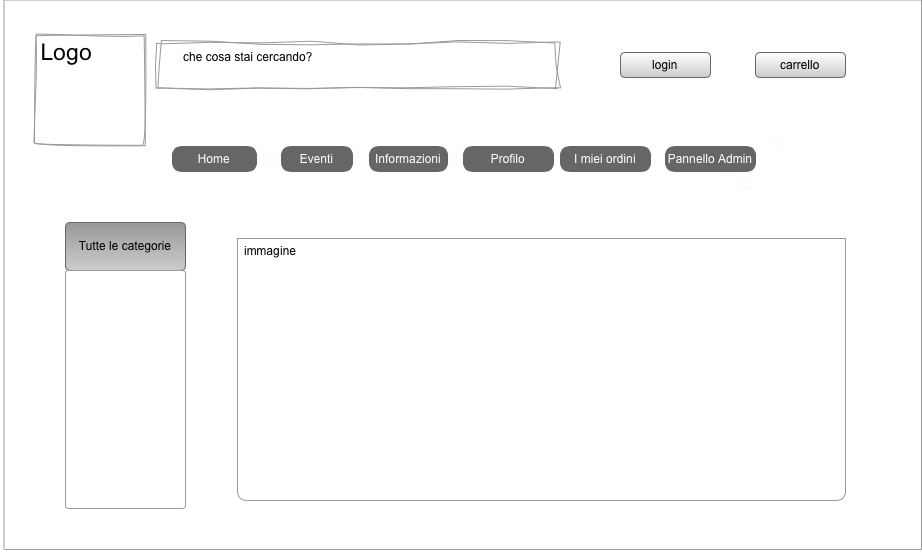 Logo
che cosa stai cercando?
login
carrello
Home
Eventi
Informazioni
Profilo
I miei ordini
Pannello Admin
Tutte le categorie
immagine